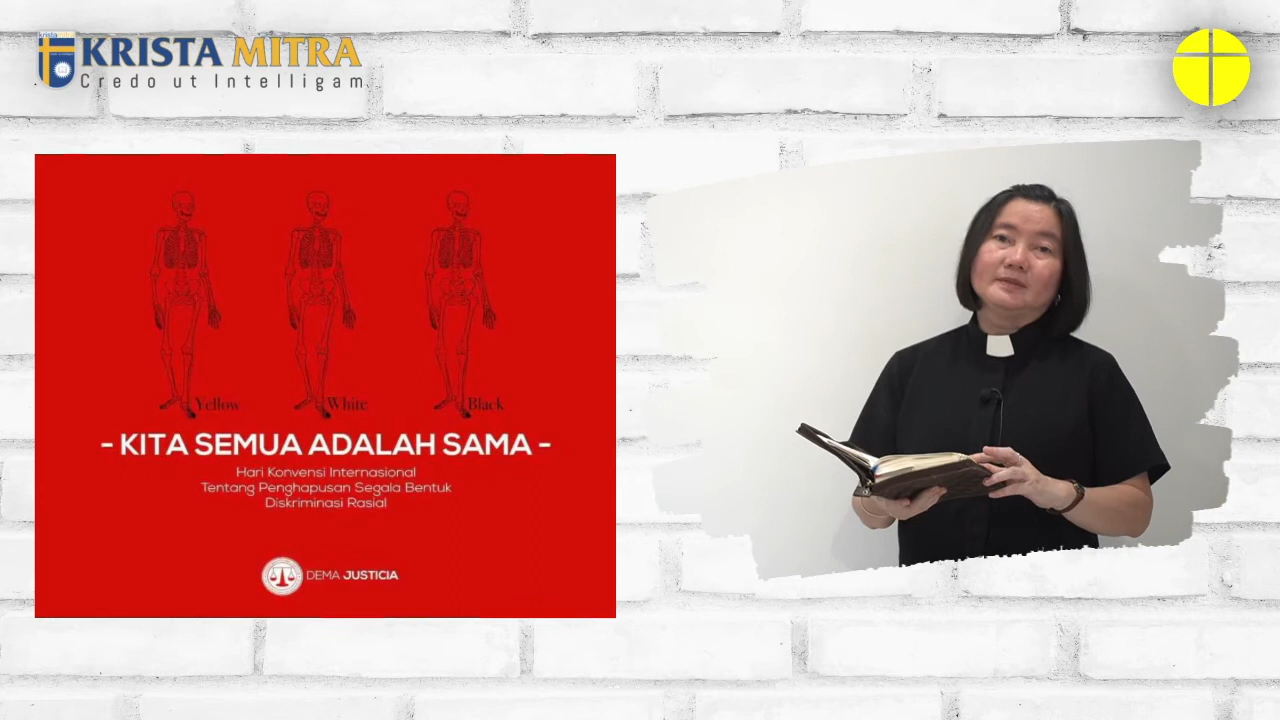 KRISTA MITRA
Credo ut Intelligam
Yellow White Black
- KITA SEMUA ADALAH SAMA -
Hari Konvensi Internasional
Tentang Penghapusan Segala Bentuk
Diskriminasi Rasial
DEMA JUSTICIA